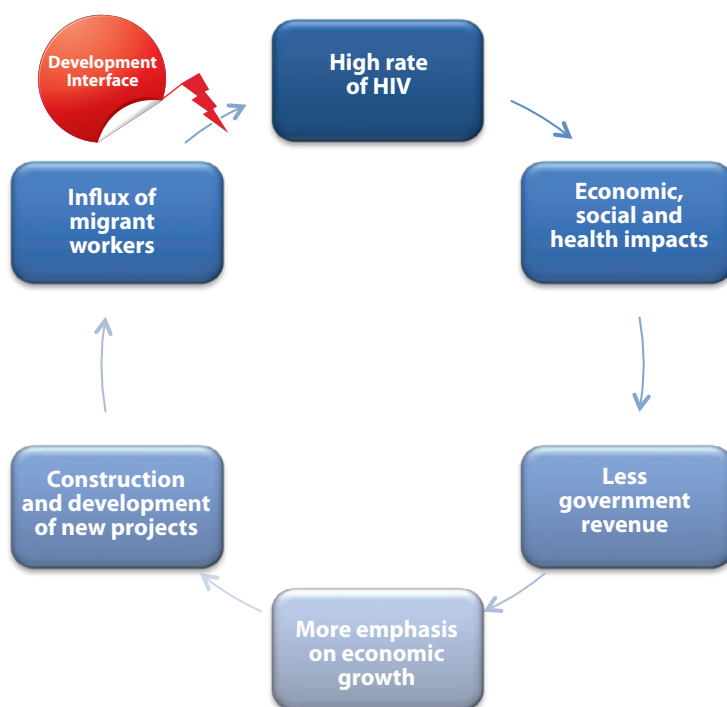 Development
Interface
High rate
of HIV
Economic,
social and
health impacts
Less
government
revenue
More emphasis
on economic
growth
Construction
and development
of new projects
Influx of
migrant
workers